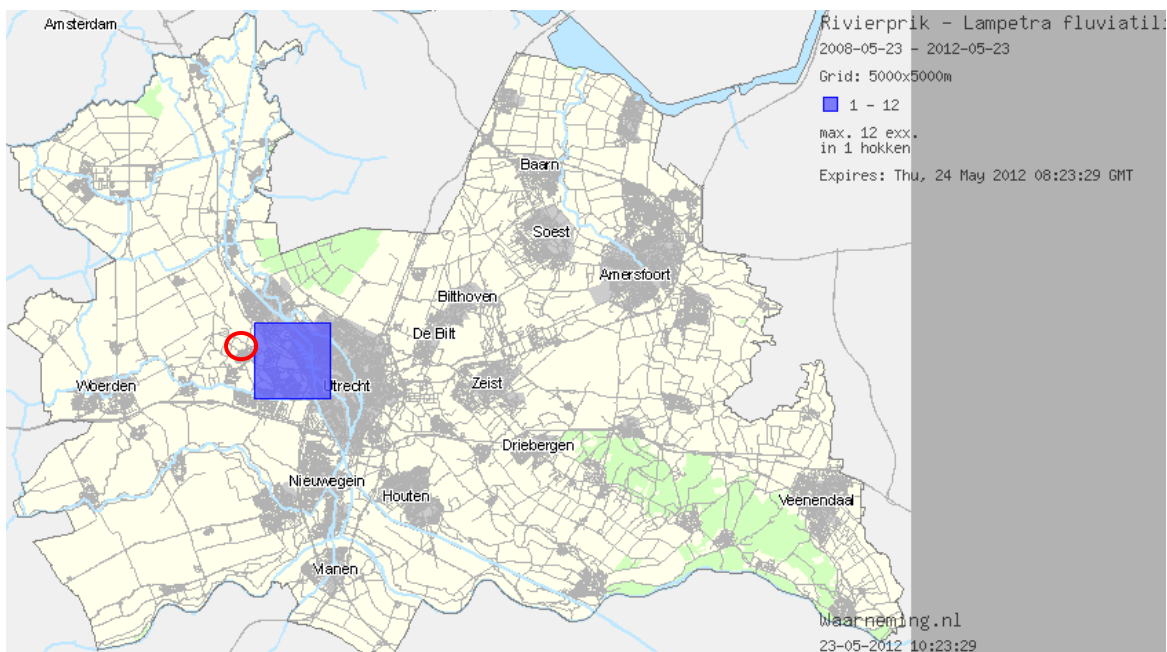 Amsterdam
Rivierprik - Lampetra fluviatili
2008-05-23 - 2012-05-23
Grid: 5000x5000m
1 - 12
max. 12 exx.
in 1 hokken
Expires: Thu, 24 May 2012 08:23:29 GMT
Baarn
Soest
Amersfoort
Bilthoven
De Bilt
Woerden
Utrecht
Zeist
Driebergen
Nieuwegein
Houten
Veenendaal
Vianen
Waarneming.nl
23-05-2012 10:23:29